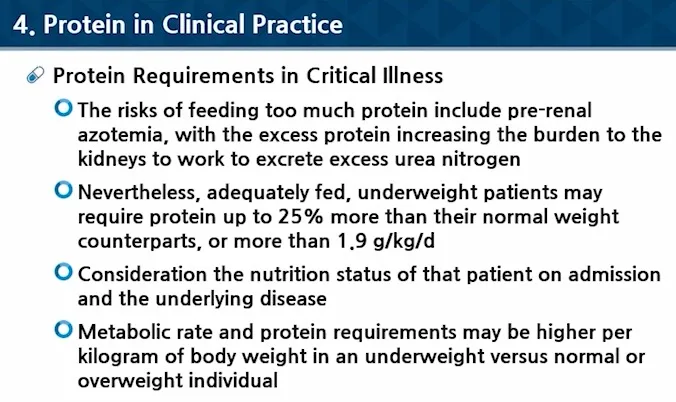 4. Protein in Clinical Practice
Protein Requirements in Critical Illness
The risks of feeding too much protein include pre-renal
azotemia, with the excess protein increasing the burden to the
kidneys to work to excrete excess urea nitrogen
Nevertheless, adequately fed, underweight patients may
require protein up to 25% more than their normal weight
counterparts, or more than 1.9 g/kg/d
Consideration the nutrition status of that patient on admission
and the underlying disease
Metabolic rate and protein requirements may be higher per
kilogram of body weight in an underweight versus normal or
overweight individual